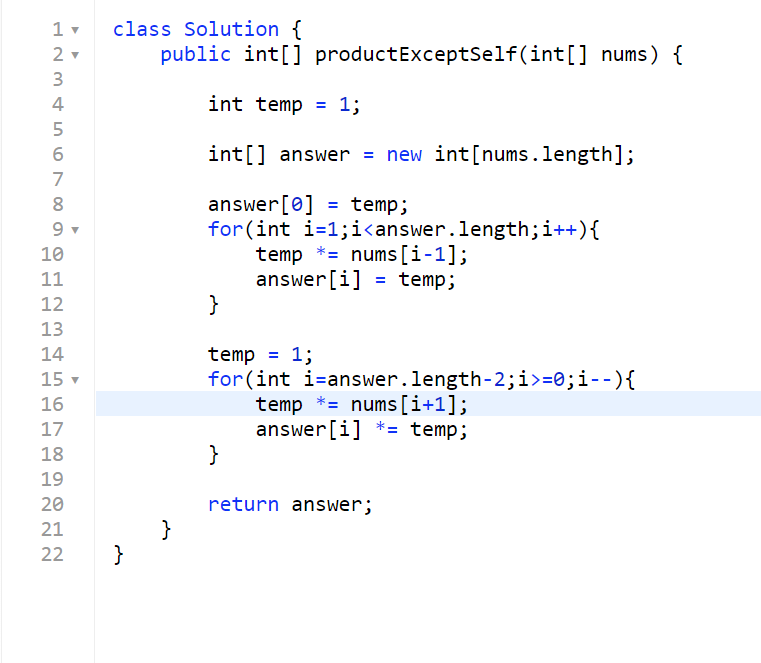 1 class Solution {
2     public int[] productExceptSelf(int[] nums) {
3
4         int temp = 1;
5
6         int[] answer = new int[nums.length];
7
8         answer[0] = temp;
9         for(int i=1;i<answer.length;i++){
10             temp *= nums[i-1];
11             answer[i] = temp;
12         }
13
14         temp = 1;
15         for(int i=answer.length-2;i>=0;i--){
16             temp *= nums[i+1];
17             answer[i] *= temp;
18         }
19
20         return answer;
21     }
22 }